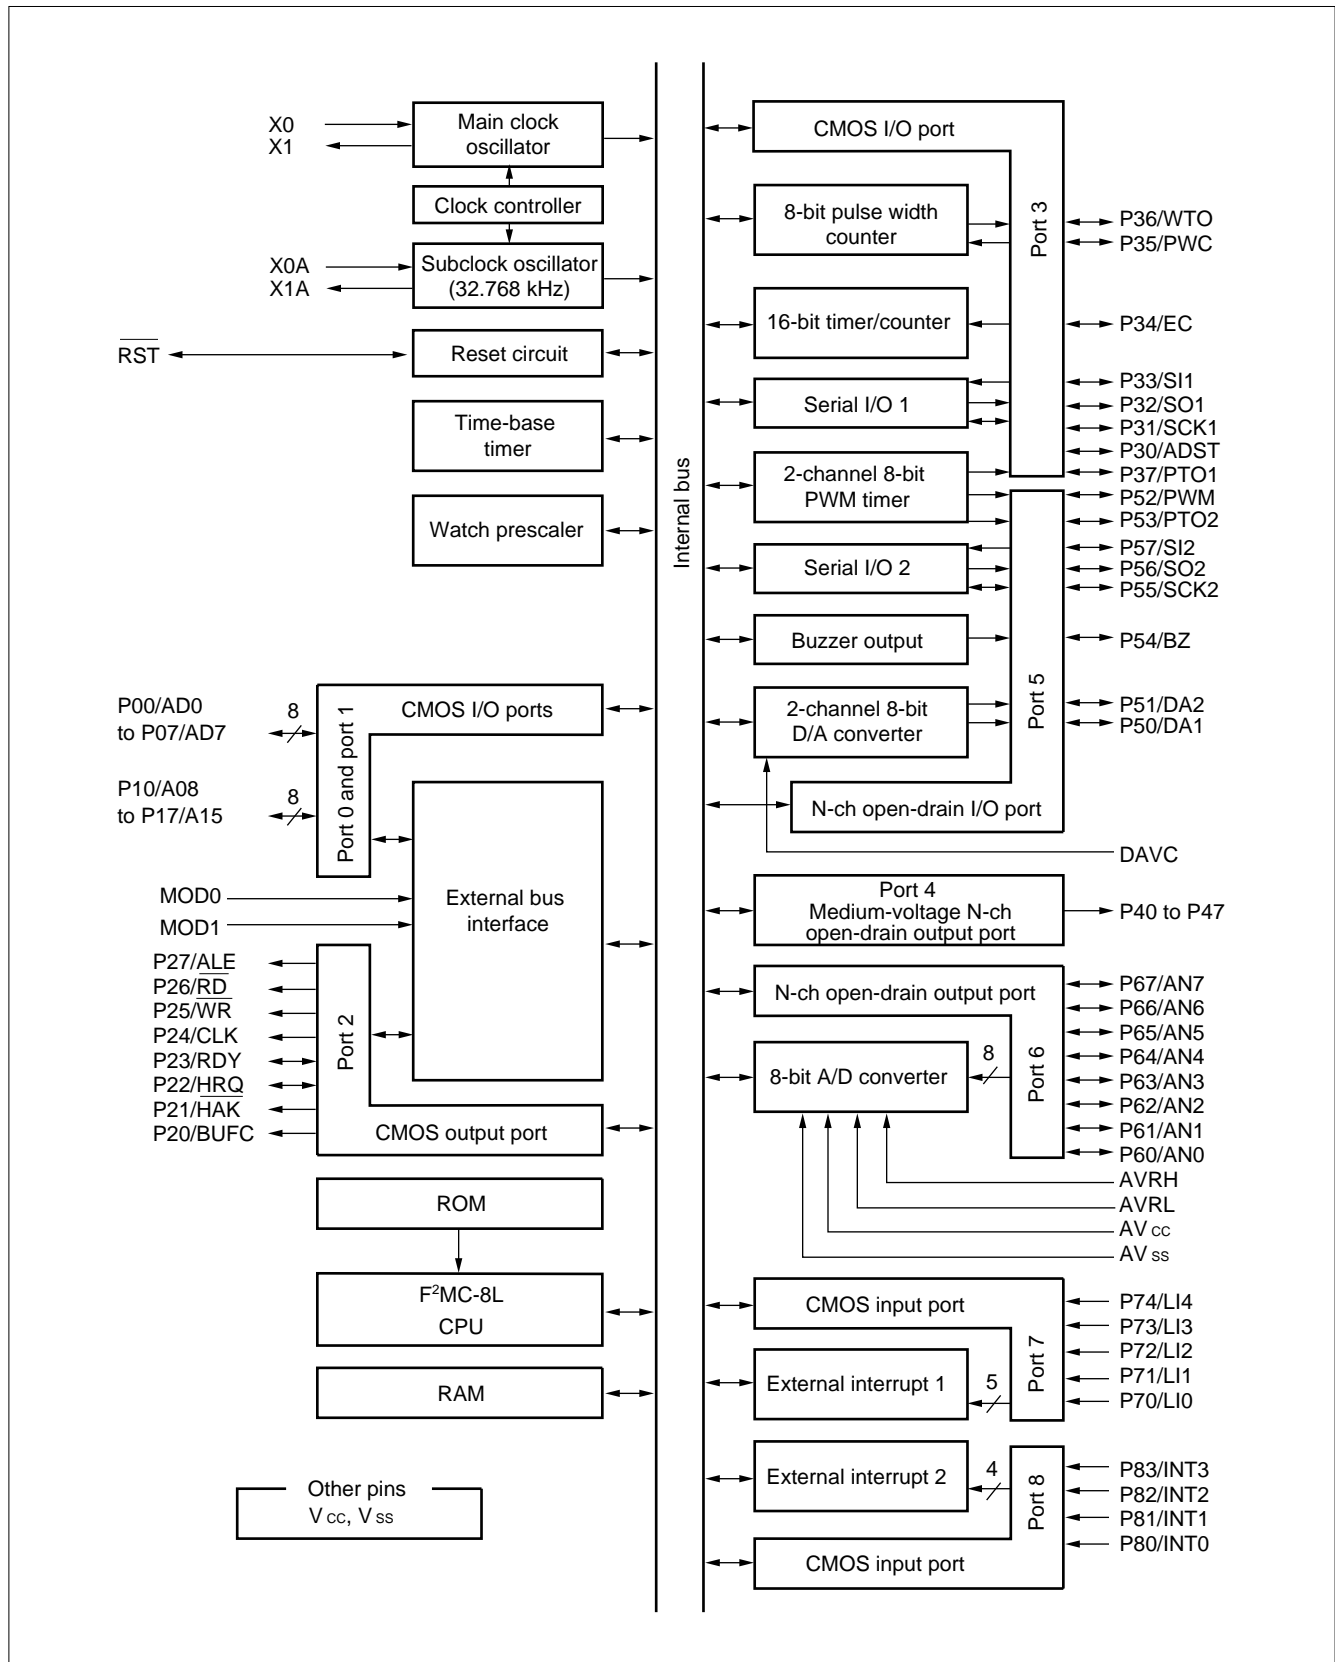 X0
X1
Main clock
oscillator
Clock controller
X0A
X1A
Subclock oscillator
(32.768 kHz)
RST
Reset circuit
Time-base
timer
Watch prescaler
P00/AD0
to P07/AD7
8
P10/A08
to P17/A15
8
Port 0 and port 1
CMOS I/O ports
MOD0
MOD1
External bus
interface
P27/ALE
P26/RD
P25/WR
P24/CLK
P23/RDY
P22/HRQ
P21/HAK
P20/BUFC
Port 2
CMOS output port
ROM
F²MC-8L
CPU
RAM
Other pins
VCC, VSS
Internal bus
CMOS I/O port
Port 3
8-bit pulse width
counter
P36/WTO
P35/PWC
16-bit timer/counter
P34/EC
Serial I/O 1
P33/SI1
P32/SO1
P31/SCK1
P30/ADST
P37/PTO1
2-channel 8-bit
PWM timer
P52/PWM
P53/PTO2
Serial I/O 2
P57/SI2
P56/SO2
P55/SCK2
Buzzer output
P54/BZ
Port 5
2-channel 8-bit
D/A converter
P51/DA2
P50/DA1
N-ch open-drain I/O port
DAVC
Port 4
Medium-voltage N-ch
open-drain output port
P40 to P47
N-ch open-drain output port
Port 6
8-bit A/D converter
8
P67/AN7
P66/AN6
P65/AN5
P64/AN4
P63/AN3
P62/AN2
P61/AN1
P60/AN0
AVRH
AVRL
AVCC
AVSS
CMOS input port
Port 7
External interrupt 1
5
P74/LI4
P73/LI3
P72/LI2
P71/LI1
P70/LI0
External interrupt 2
4
Port 8
P83/INT3
P82/INT2
P81/INT1
P80/INT0
CMOS input port